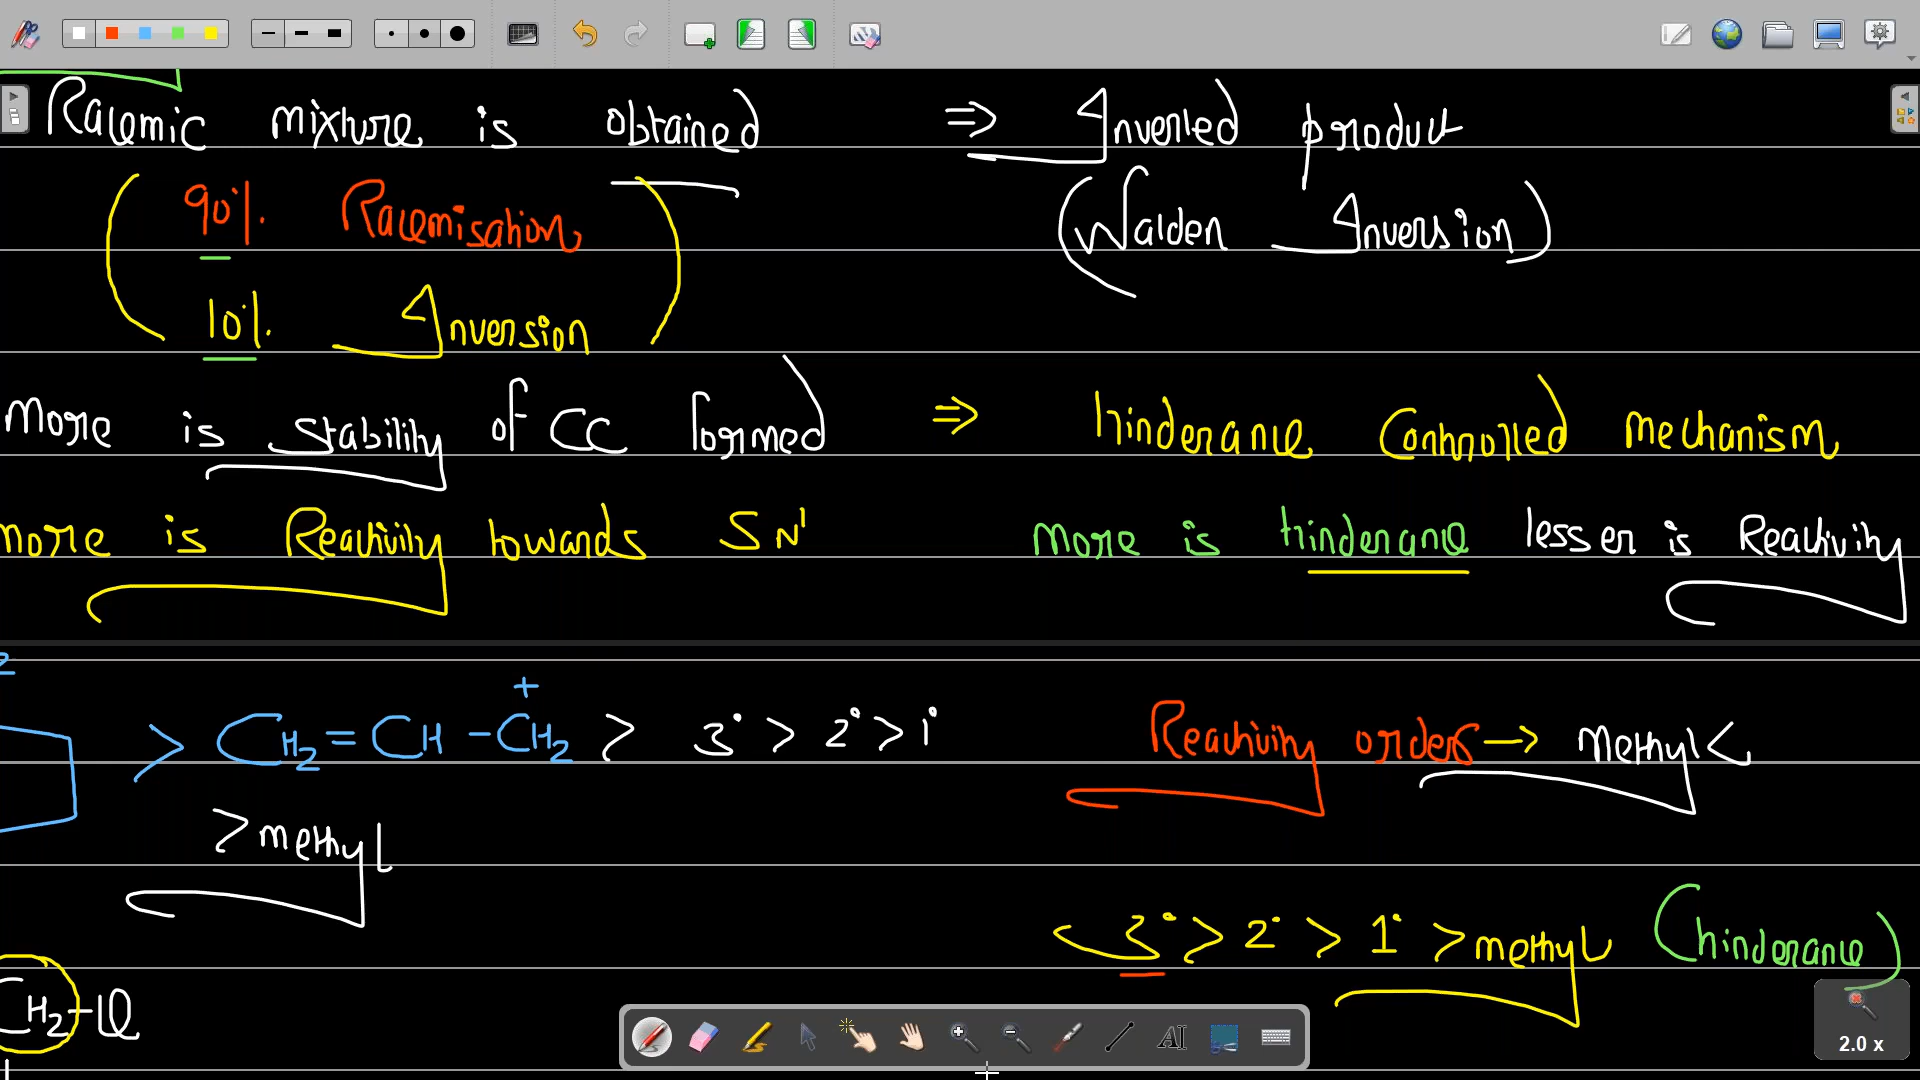 Racemic mixture is obtained ⇒ Inverted product
(90% Racemisation (Walden Inversion)
10% Inversion)
More is stability of CC formed ⇒ hinderance controlled mechanism
more is Reactivity towards SN1 more is hinderance lesser is Reactivity
> CH2 = CH - CH2+ > 3° > 2° > 1° Reactivity orders → Methyl <
> methyl
3° > 2° > 1° > methyl (hinderance)
CH2-Cl
2.0 x